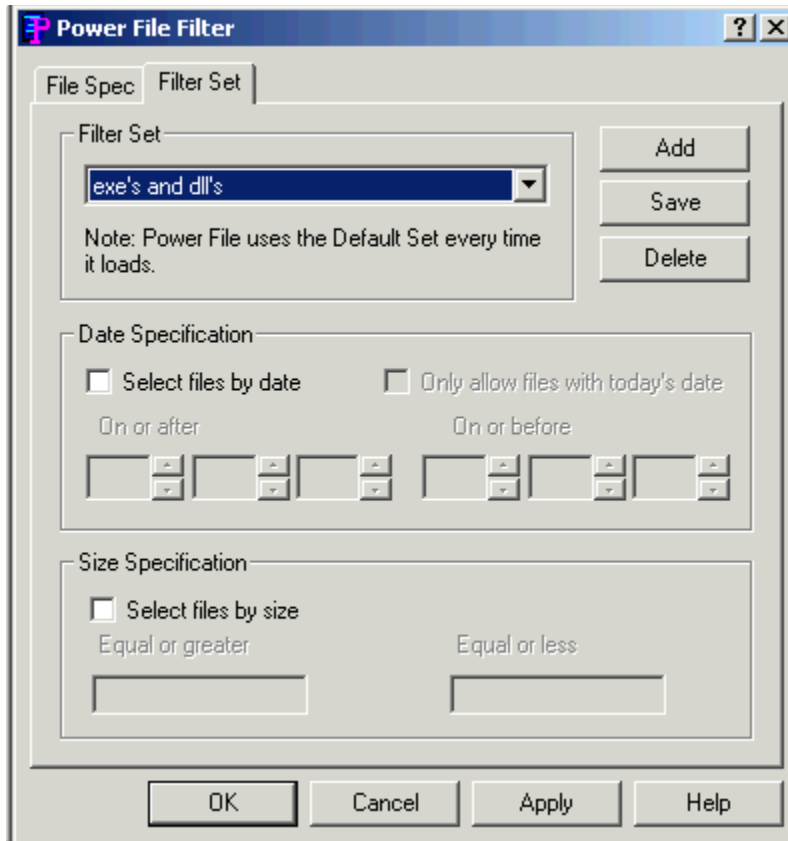 Power File Filter
File Spec
Filter Set
Filter Set
exe's and dll's
Note: Power File uses the Default Set every time
it loads.
Add
Save
Delete
Date Specification
Select files by date
Only allow files with today's date
On or after
On or before
Size Specification
Select files by size
Equal or greater
Equal or less
OK
Cancel
Apply
Help